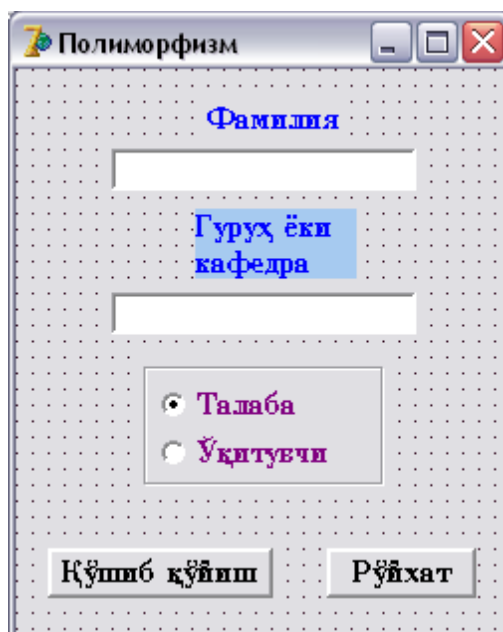 Полиморфизм
Фамилия
Гуруҳ ёки
кафедра
Талаба
Ўқитувчи
Қўшиб қўйиш
Рўйхат